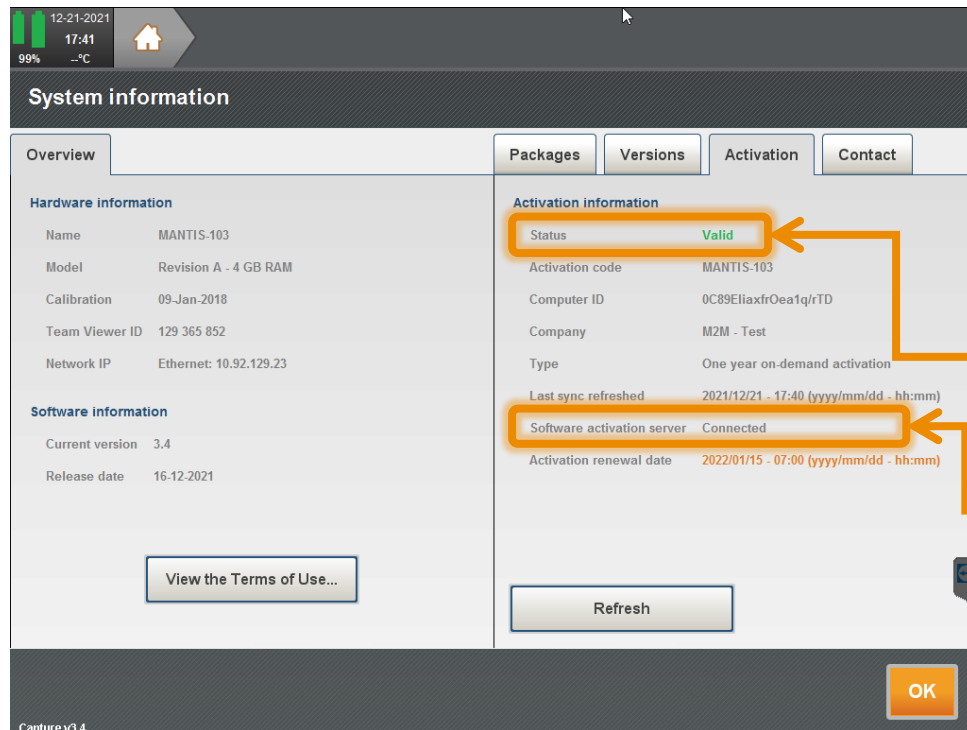 12-21-2021
17:41
99% --°C
System information
Overview
Packages Versions Activation Contact
Hardware information
Name MANTIS-103
Model Revision A - 4 GB RAM
Calibration 09-Jan-2018
Team Viewer ID 129 365 852
Network IP Ethernet: 10.92.129.23
Software information
Current version 3.4
Release date 16-12-2021
View the Terms of Use...
Activation information
Status Valid
Activation code MANTIS-103
Computer ID 0C89EliaxfrOea1q/rTD
Company M2M - Test
Type One year on-demand activation
Last sync refreshed 2021/12/21 - 17:40 (yyyy/mm/dd - hh:mm)
Software activation server Connected
Activation renewal date 2022/01/15 - 07:00 (yyyy/mm/dd - hh:mm)
Refresh
OK
Capture v3.4